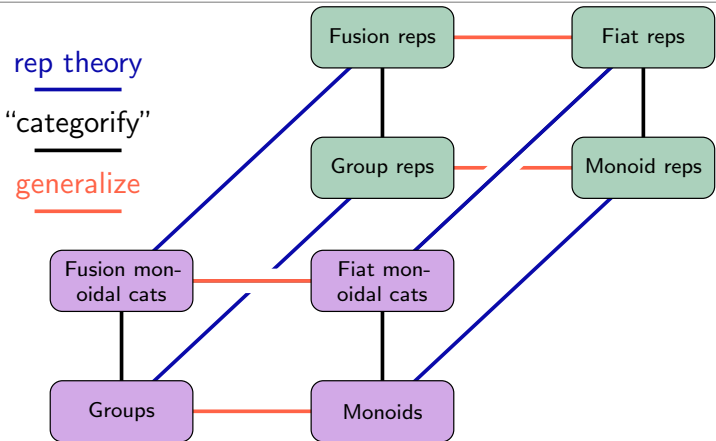 Fusion reps
Fiat reps
rep theory
“categorify”
generalize
Group reps
Monoid reps
Fusion mon-
oidal cats
Fiat mon-
oidal cats
Groups
Monoids